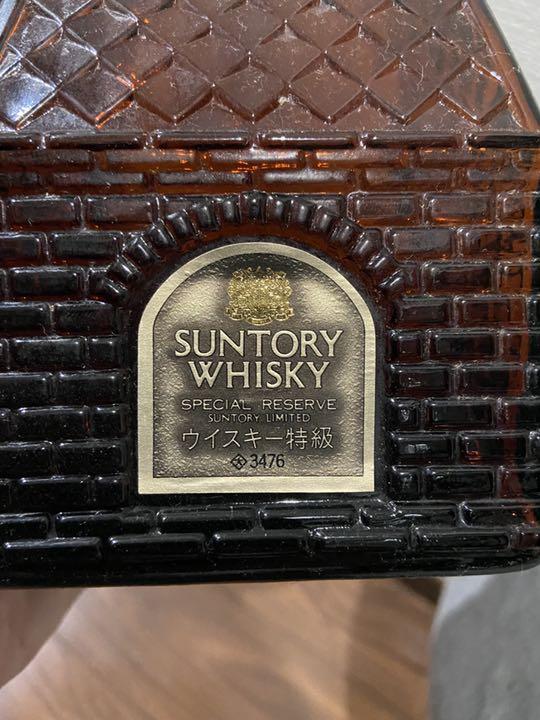 SUNTORY
WHISKY
SPECIAL RESERVE
SUNTORY LIMITED
ウイスキー特級
3476